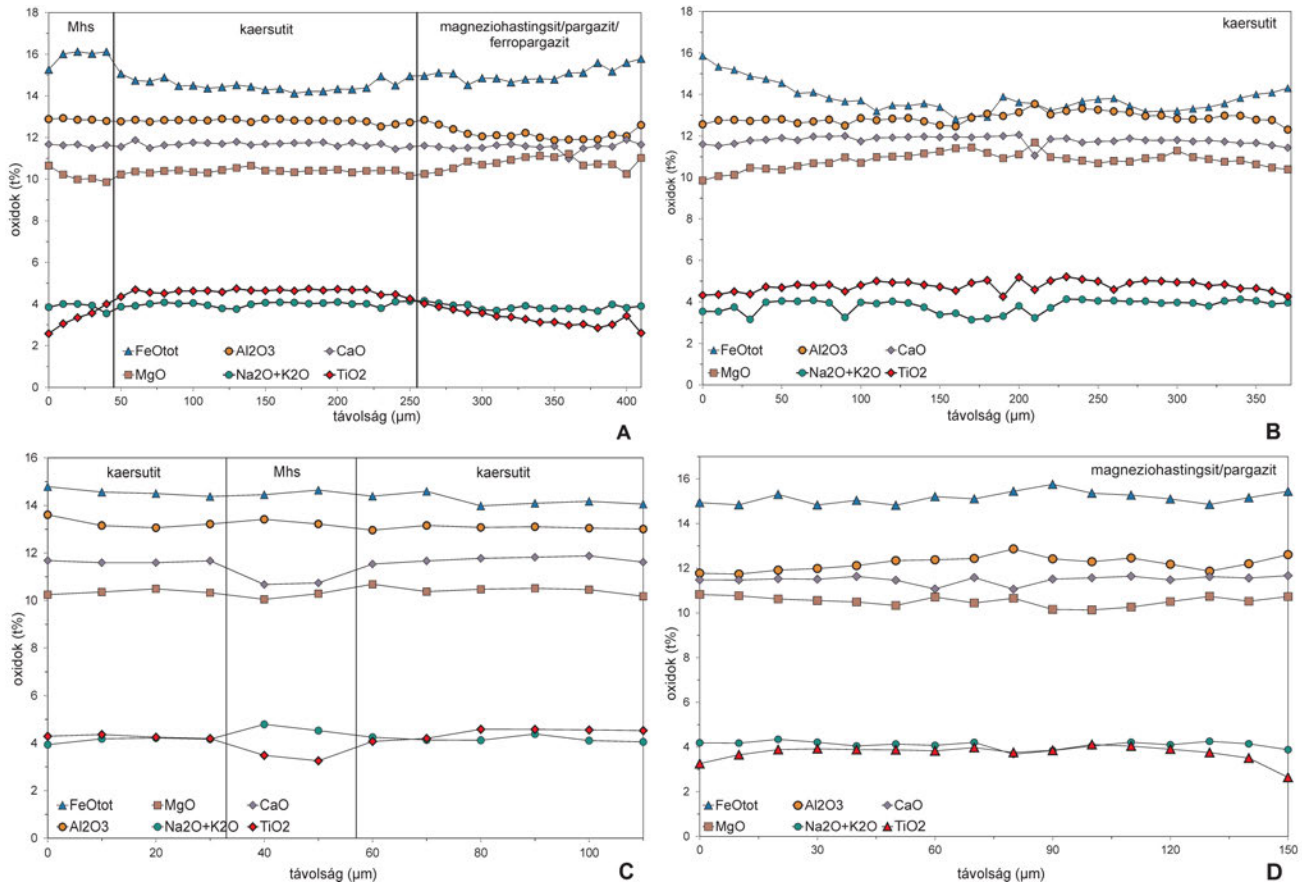 Mhs
kaersutit
magneziohastingsit/pargazit/
ferropargazit
18
16
14
12
10
8
6
4
2
0
oxidok (t%)
FeOtot
Al2O3
CaO
MgO
Na2O+K2O
TiO2
0 50 100 150 200 250 300 350 400
távolság (µm)
A
kaersutit
18
16
14
12
10
8
6
4
2
0
oxidok (t%)
FeOtot
Al2O3
CaO
MgO
Na2O+K2O
TiO2
0 50 100 150 200 250 300 350
távolság (µm)
B
kaersutit
Mhs
kaersutit
16
14
12
10
8
6
4
2
0
oxidok (t%)
FeOtot
MgO
CaO
Al2O3
Na2O+K2O
TiO2
0 20 40 60 80 100
távolság (µm)
C
magneziohastingsit/pargazit
16
14
12
10
8
6
4
2
0
oxidok (t%)
FeOtot
Al2O3
CaO
MgO
Na2O+K2O
TiO2
0 30 60 90 120 150
távolság (µm)
D